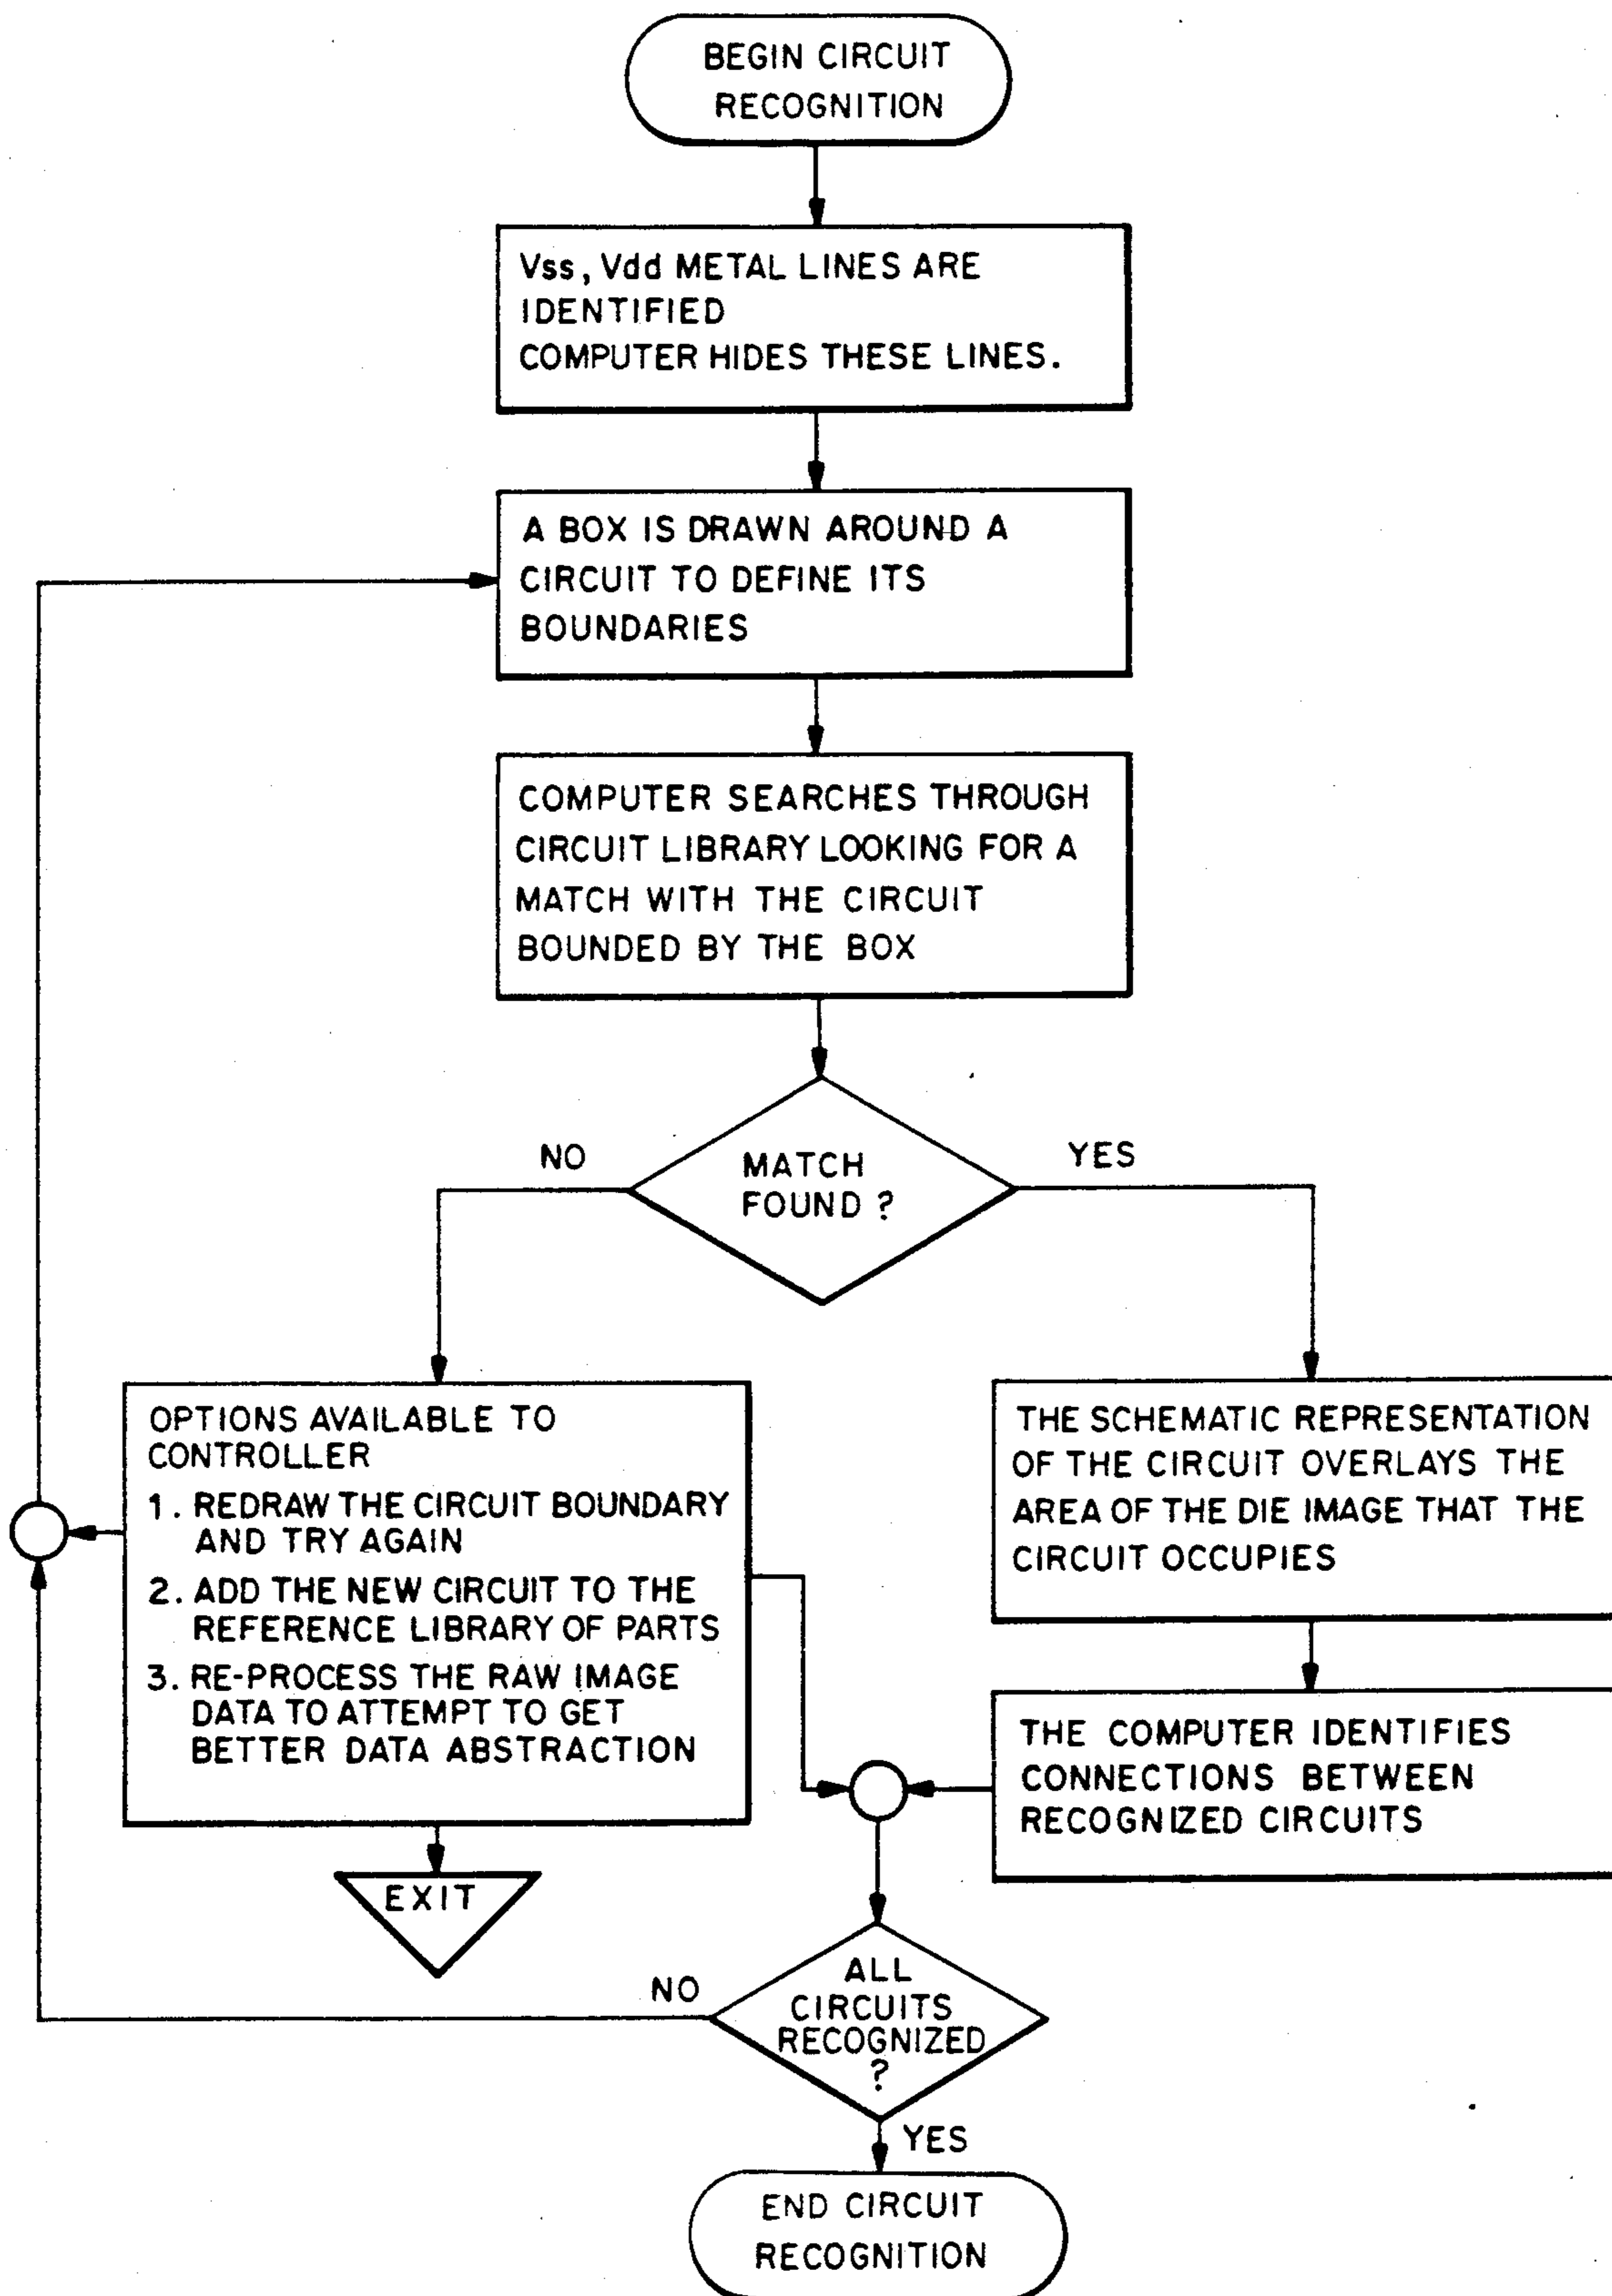 BEGIN CIRCUIT
RECOGNITION
Vss, Vdd METAL LINES ARE
IDENTIFIED
COMPUTER HIDES THESE LINES.
A BOX IS DRAWN AROUND A
CIRCUIT TO DEFINE ITS
BOUNDARIES
COMPUTER SEARCHES THROUGH
CIRCUIT LIBRARY LOOKING FOR A
MATCH WITH THE CIRCUIT
BOUNDED BY THE BOX
NO
MATCH
FOUND ?
YES
OPTIONS AVAILABLE TO
CONTROLLER
1. REDRAW THE CIRCUIT BOUNDARY
AND TRY AGAIN
2. ADD THE NEW CIRCUIT TO THE
REFERENCE LIBRARY OF PARTS
3. RE-PROCESS THE RAW IMAGE
DATA TO ATTEMPT TO GET
BETTER DATA ABSTRACTION
THE SCHEMATIC REPRESENTATION
OF THE CIRCUIT OVERLAYS THE
AREA OF THE DIE IMAGE THAT THE
CIRCUIT OCCUPIES
THE COMPUTER IDENTIFIES
CONNECTIONS BETWEEN
RECOGNIZED CIRCUITS
EXIT
NO
ALL
CIRCUITS
RECOGNIZED
?
YES
END CIRCUIT
RECOGNITION